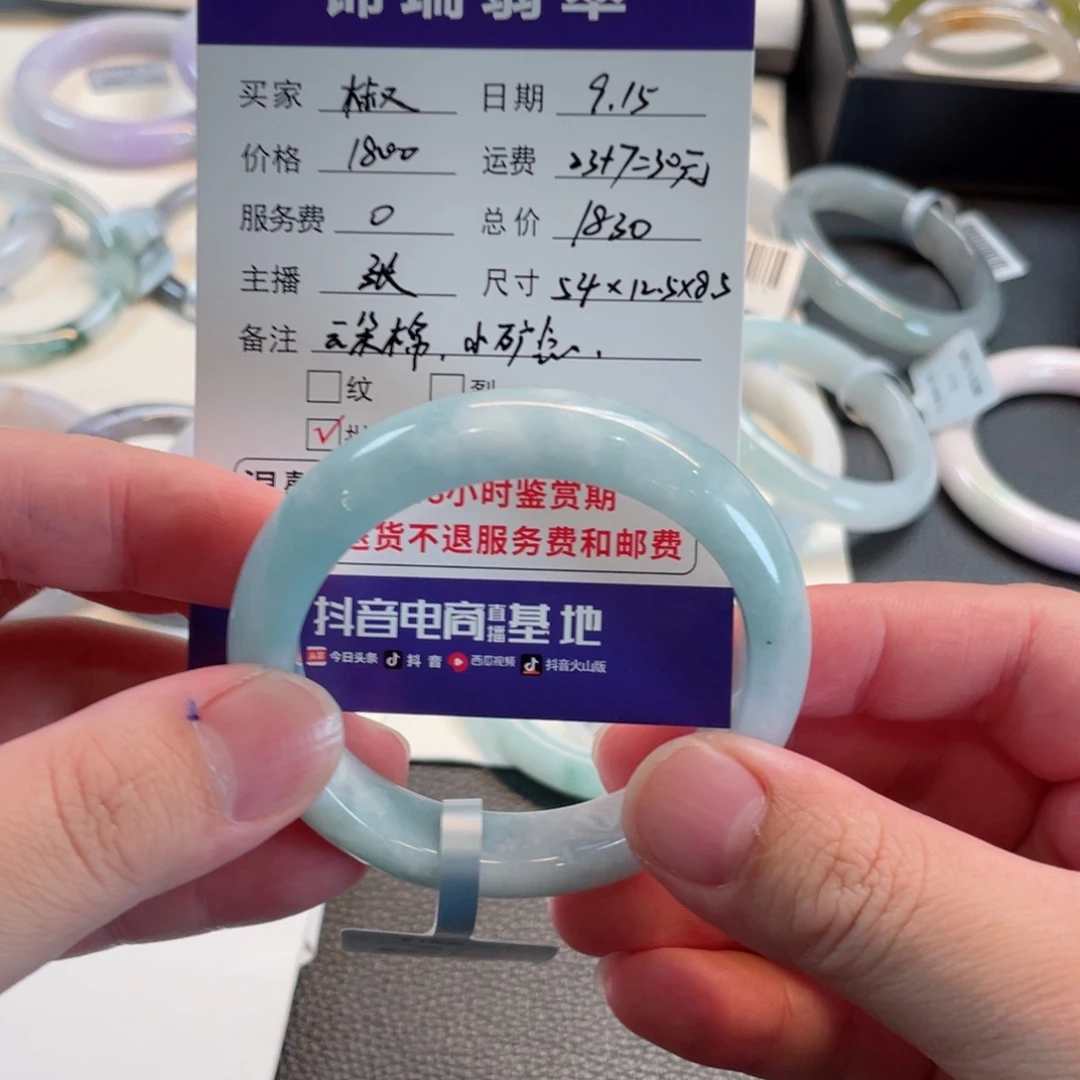 翡翠
买家 椒 日期 9.15
价格 1800 运费 23+7=30元
服务费 0 总价 1830
主播 张 尺寸 54×12.5×8.5
备注 云朵棉,小矿点.
纹
小时鉴赏期
货不退服务费和邮费
抖音电商直播基地
头条 今日头条 抖音 西瓜视频 抖音火山版